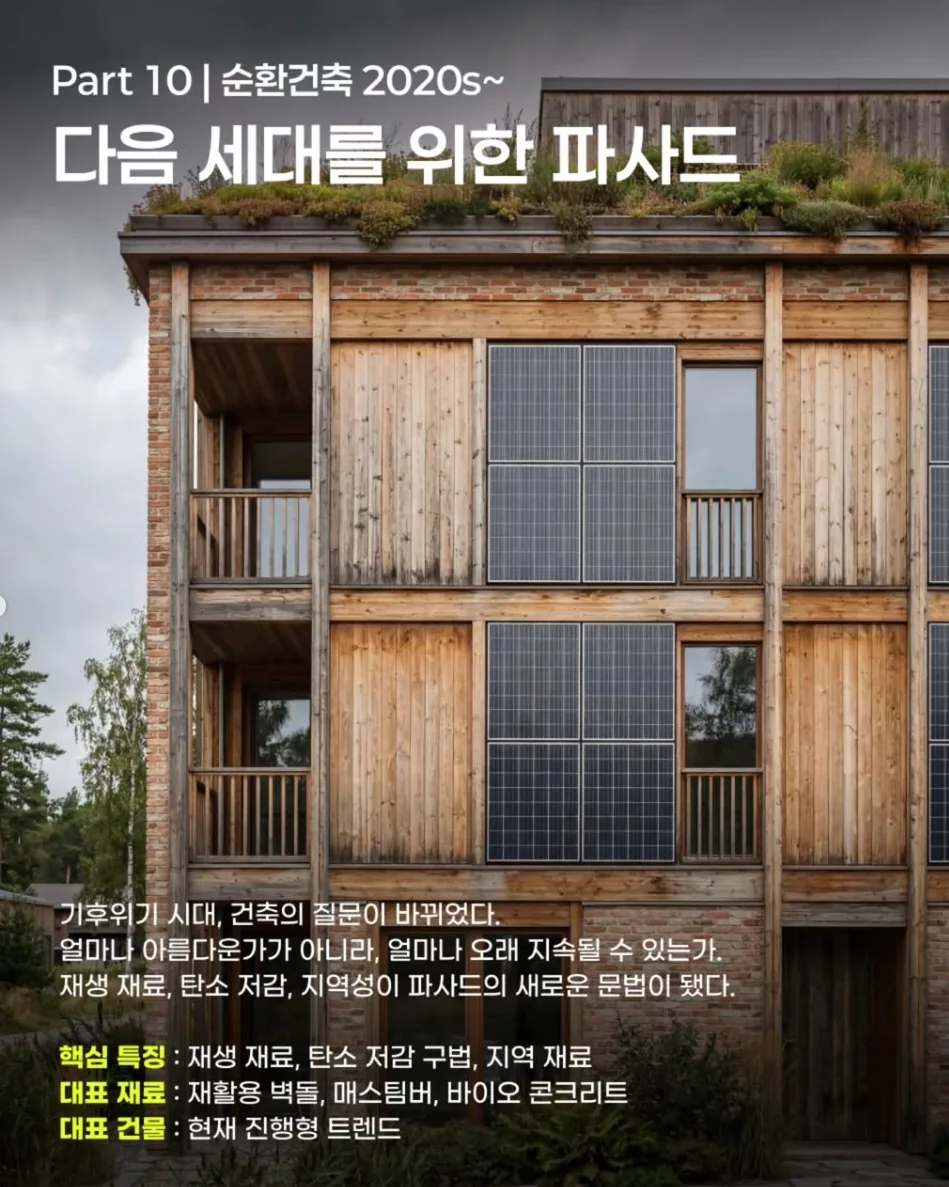 Part 10 | 순환건축 2020s~
다음 세대를 위한 파사드
기후위기 시대, 건축의 질문이 바뀌었다.
얼마나 아름다운가가 아니라, 얼마나 오래 지속될 수 있는가.
재생 재료, 탄소 저감, 지역성이 파사드의 새로운 문법이 됐다.
핵심 특징 : 재생 재료, 탄소 저감 구법, 지역 재료
대표 재료 : 재활용 벽돌, 매스팀버, 바이오 콘크리트
대표 건물 : 현재 진행형 트렌드